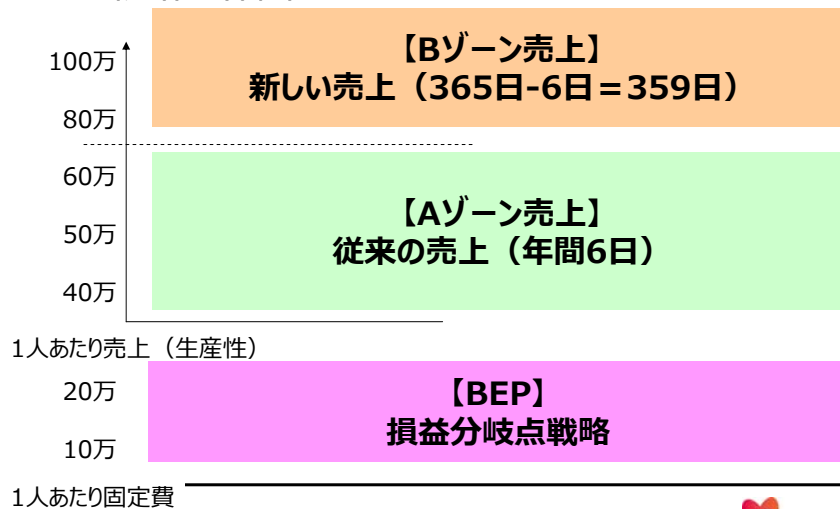 100万
【Bゾーン売上】
新しい売上（365日-6日＝359日）
80万
60万
【Aゾーン売上】
50万
従来の売上（年間6日）
40万
1人あたり売上（生産性）
20万
【BEP】
損益分岐点戦略
10万
1人あたり固定費